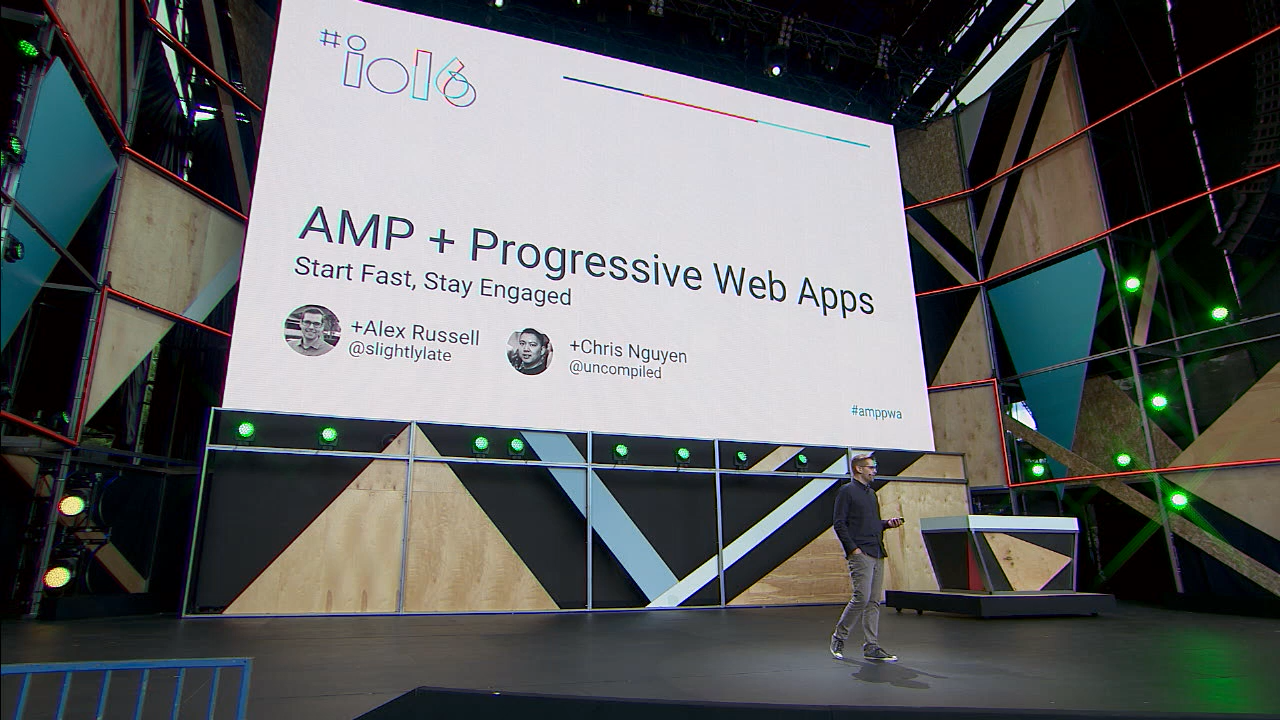 #io16
AMP + Progressive Web Apps
Start Fast, Stay Engaged
+Alex Russell
@slightlylate
+Chris Nguyen
@uncompiled
#amppwa